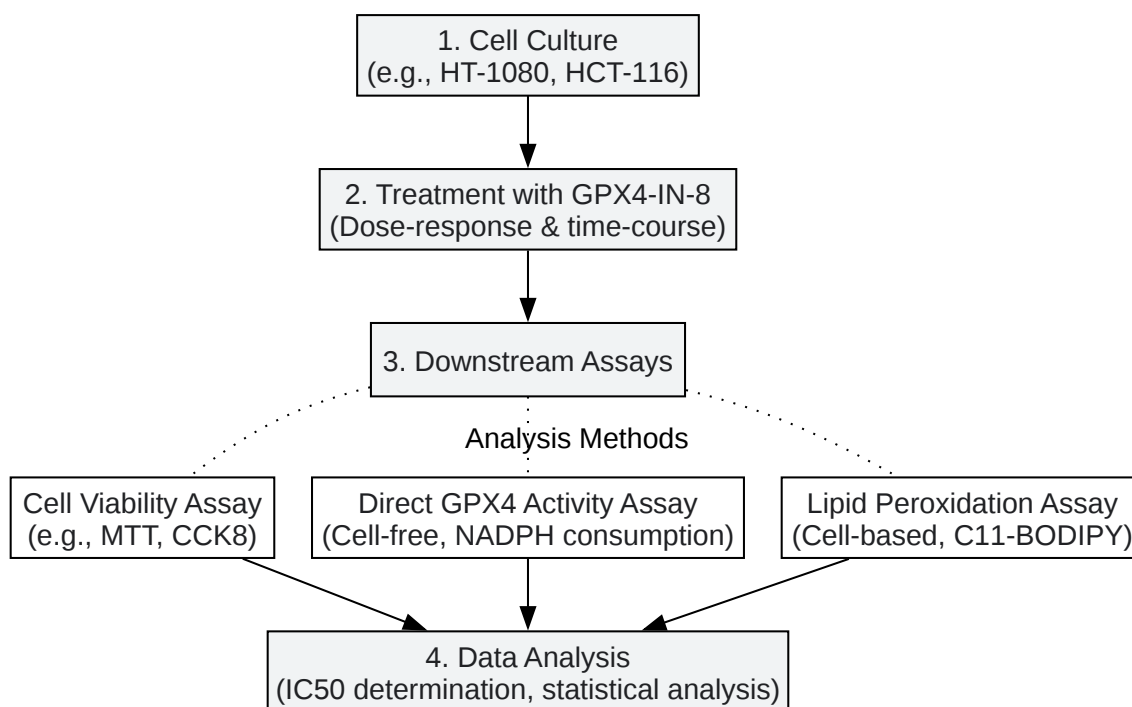 1. Cell Culture
(e.g., HT-1080, HCT-116)
2. Treatment with GPX4-IN-8
(Dose-response & time-course)
3. Downstream Assays
Analysis Methods
Cell Viability Assay
(e.g., MTT, CCK8)
Direct GPX4 Activity Assay
(Cell-free, NADPH consumption)
Lipid Peroxidation Assay
(Cell-based, C11-BODIPY)
4. Data Analysis
(IC50 determination, statistical analysis)